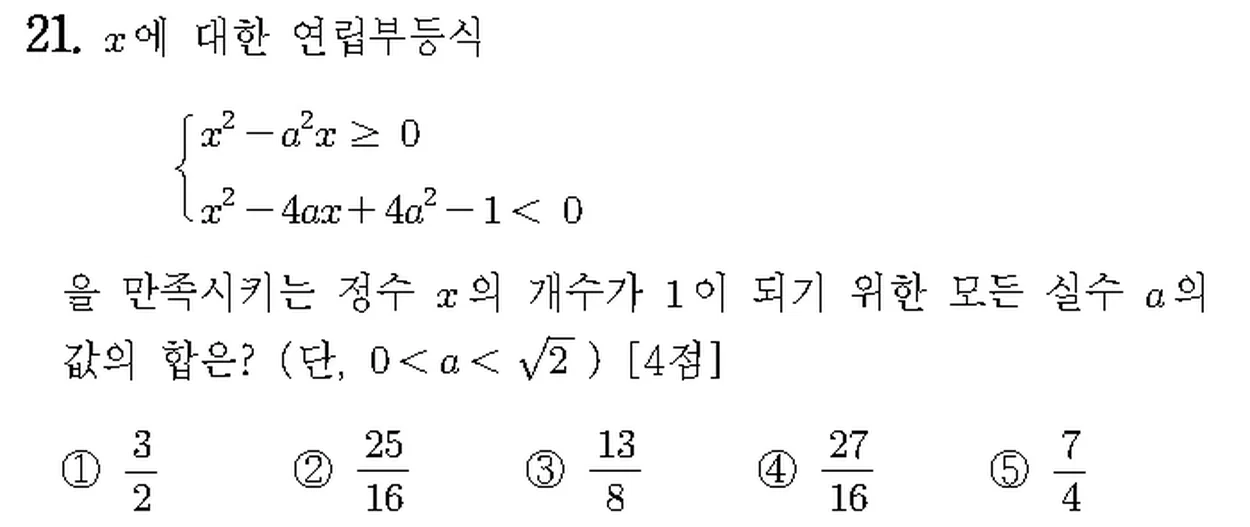 21. x에 대한 연립부등식
x² − a²x ≥ 0
x² − 4ax + 4a² − 1 < 0
을 만족시키는 정수 x의 개수가 1이 되기 위한 모든 실수 a의
값의 합은? (단, 0 < a < √2 ) [4점]
① 3/2 ② 25/16 ③ 13/8 ④ 27/16 ⑤ 7/4